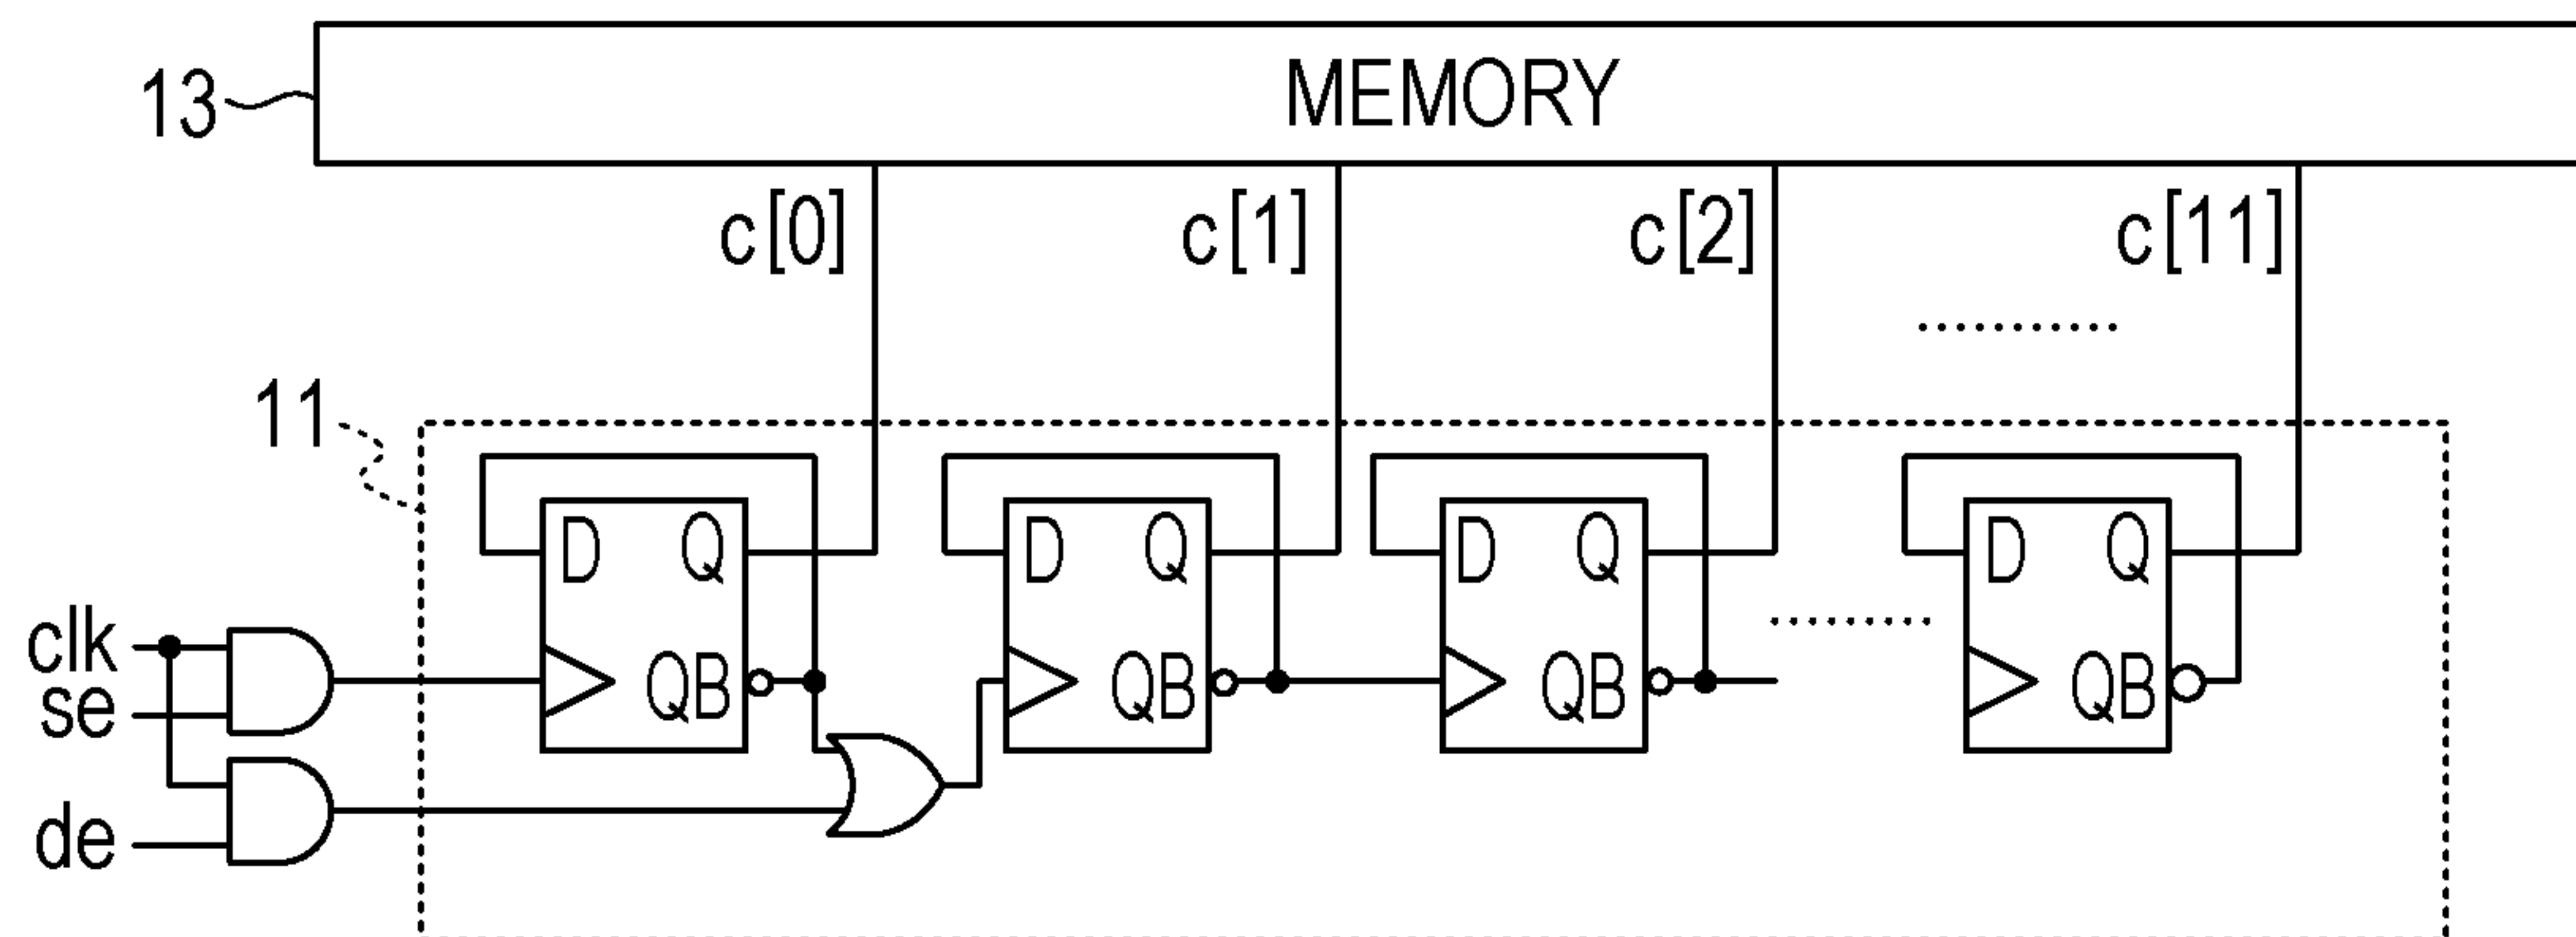 MEMORY
13
c[0] c[1] c[2] c[11]
...........
11
D Q D Q D Q D Q
clk
QB QB QB QB
.........
se
de